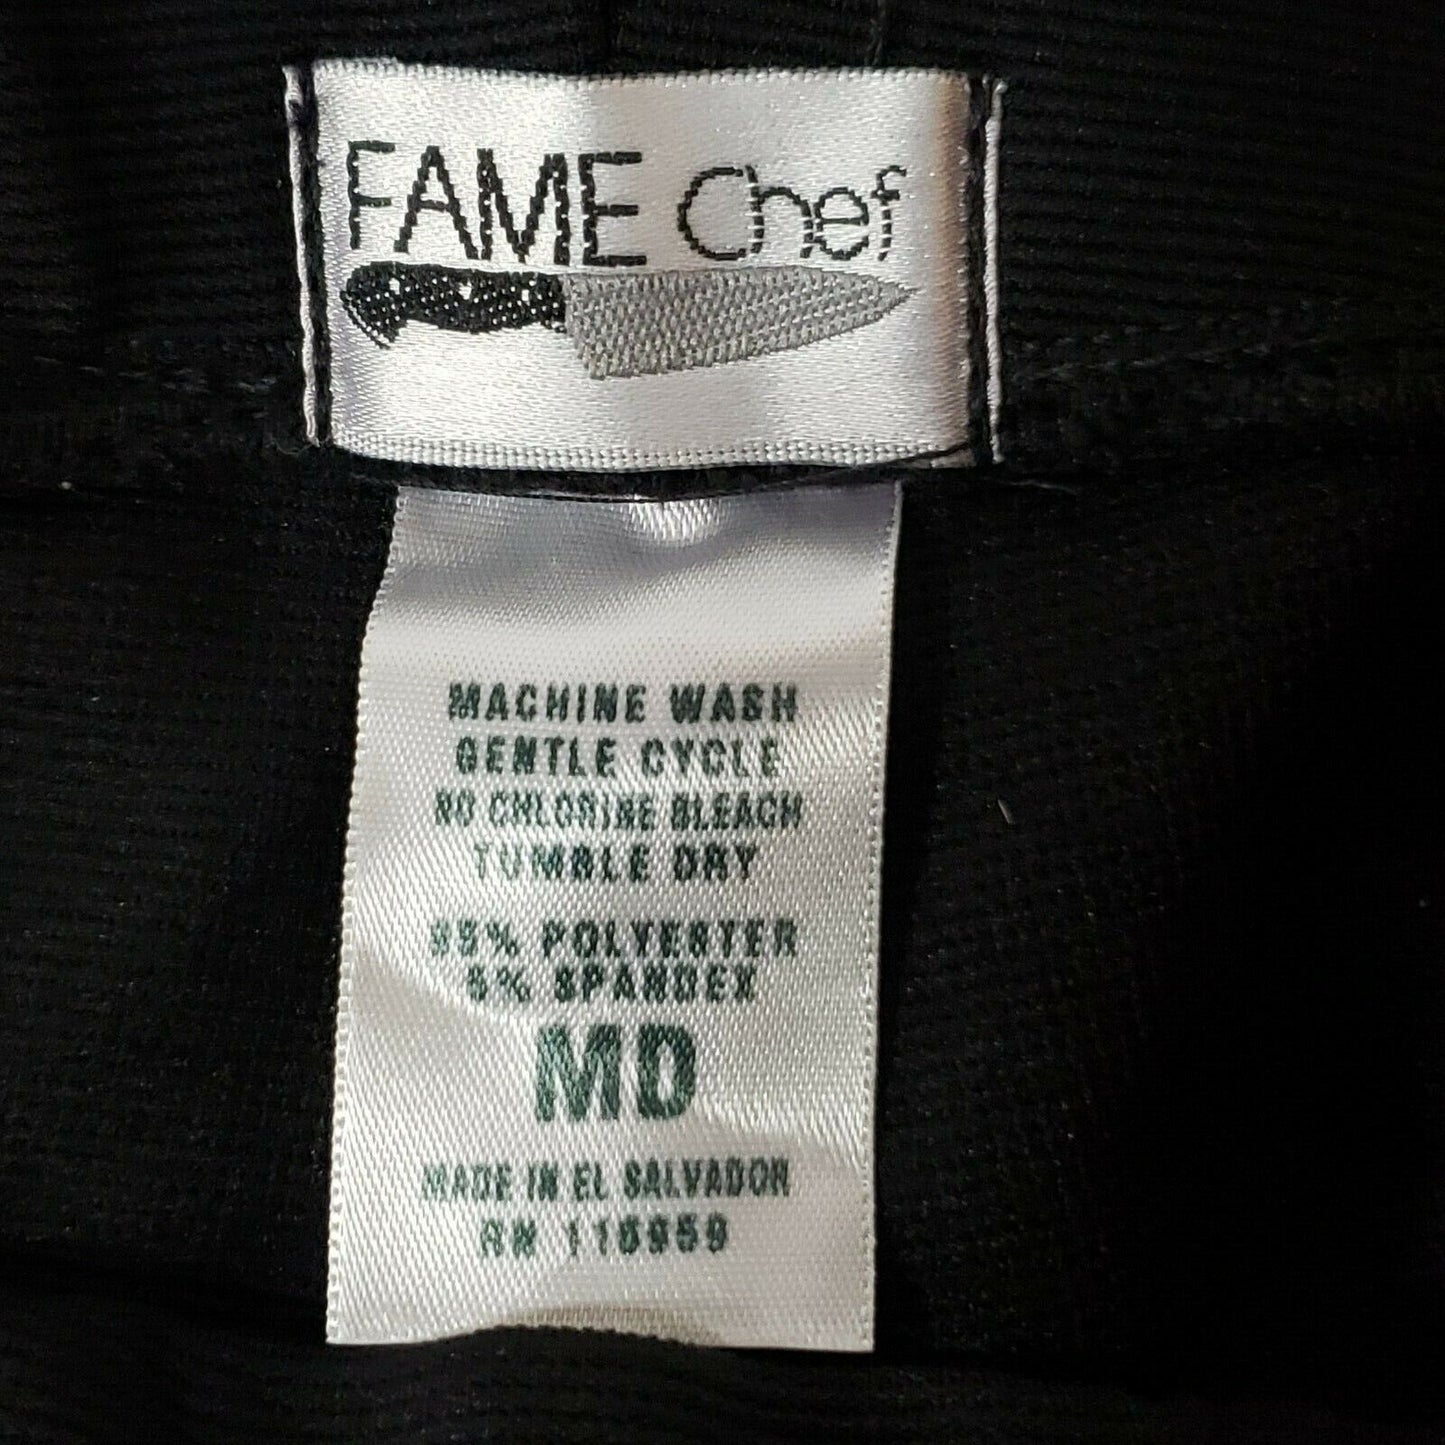 FAME Chef
MACHINE WASH
GENTLE CYCLE
NO CHLORINE BLEACH
TUMBLE DRY
95% POLYESTER
5% SPANDEX
MD
MADE IN EL SALVADOR
RN